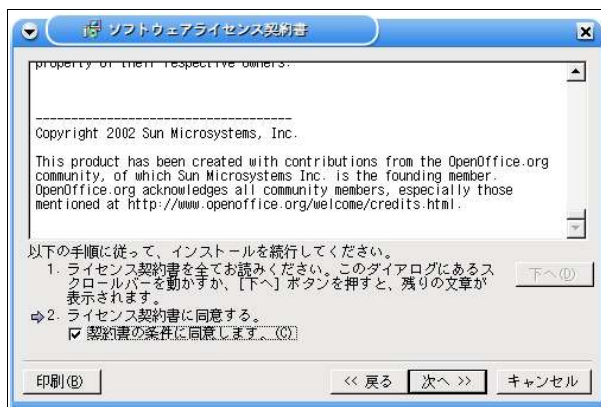 ソフトウェアライセンス契約書
property of their respective owners.
------------------------------------
Copyright 2002 Sun Microsystems, Inc.
This product has been created with contributions from the OpenOffice.org
community, of which Sun Microsystems Inc. is the founding member.
OpenOffice.org acknowledges all community members, especially those
mentioned at http://www.openoffice.org/welcome/credits.html.
以下の手順に従って、インストールを続行してください。
1. ライセンス契約書を全てお読みください。このダイアログにあるス
クロールバーを動かすか、[下へ] ボタンを押すと、残りの文章が
表示されます。
下へ(D)
2. ライセンス契約書に同意する。
契約書の条件に同意します。(C)
印刷(B)
<< 戻る
次へ >>
キャンセル